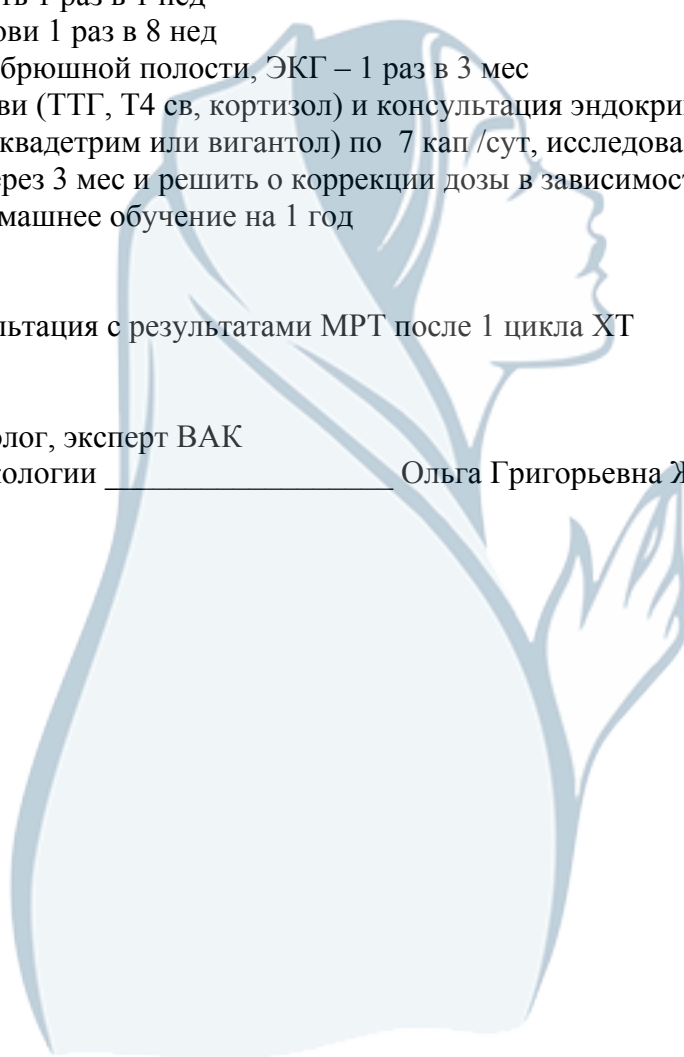 ть 1 раз в 1 нед
ови 1 раз в 8 нед
брюшной полости, ЭКГ – 1 раз в 3 мес
ви (ТТГ, Т4 св, кортизол) и консультация эндокри
квадетрим или вигантол) по 7 кап /сут, исследова
ерез 3 мес и решить о коррекции дозы в зависимост
машнее обучение на 1 год
льтация с результатами МРТ после 1 цикла ХТ
олог, эксперт ВАК
кологии ____________________ Ольга Григорьевна Ж